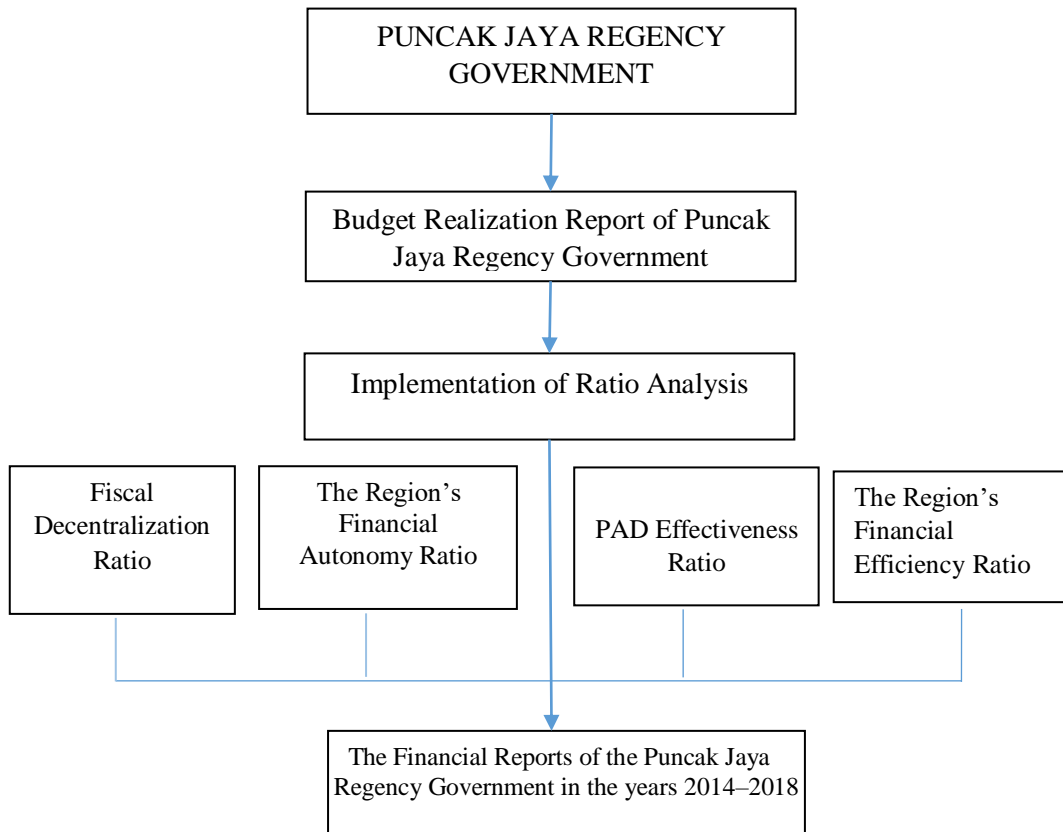 PUNCAK JAYA REGENCY
GOVERNMENT
Budget Realization Report of Puncak
Jaya Regency Government
Implementation of Ratio Analysis
Fiscal
Decentralization
Ratio
The Region's
Financial
Autonomy Ratio
PAD Effectiveness
Ratio
The Region's
Financial
Efficiency Ratio
The Financial Reports of the Puncak Jaya
Regency Government in the years 2014–2018